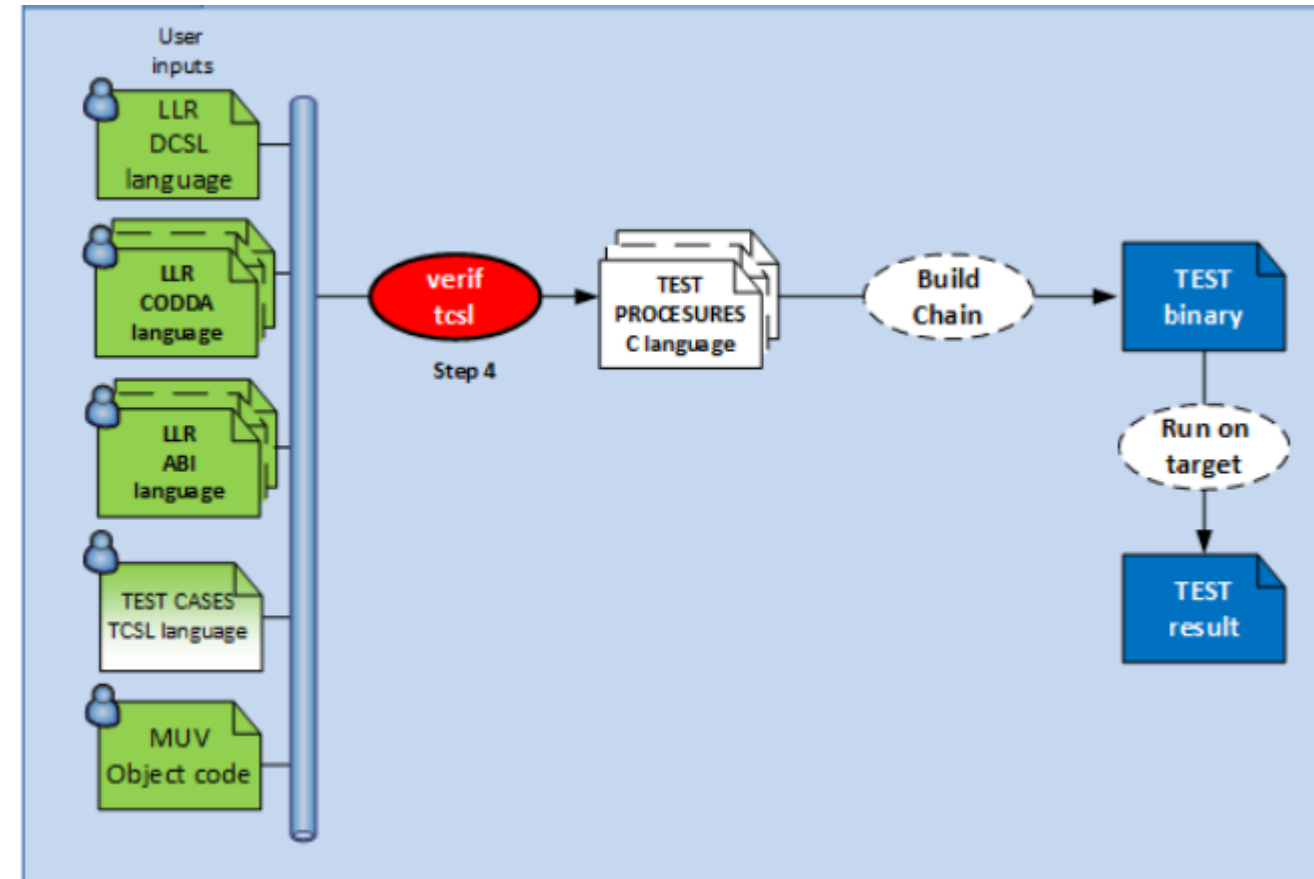 User
inputs
LLR
DCSL
language
LLR
CODDA
language
LLR
ABI
language
TEST CASES
TCSL language
MUV
Object code
verif
tcsl
Step 4
TEST
PROCESURES
C language
Build
Chain
TEST
binary
Run on
target
TEST
result